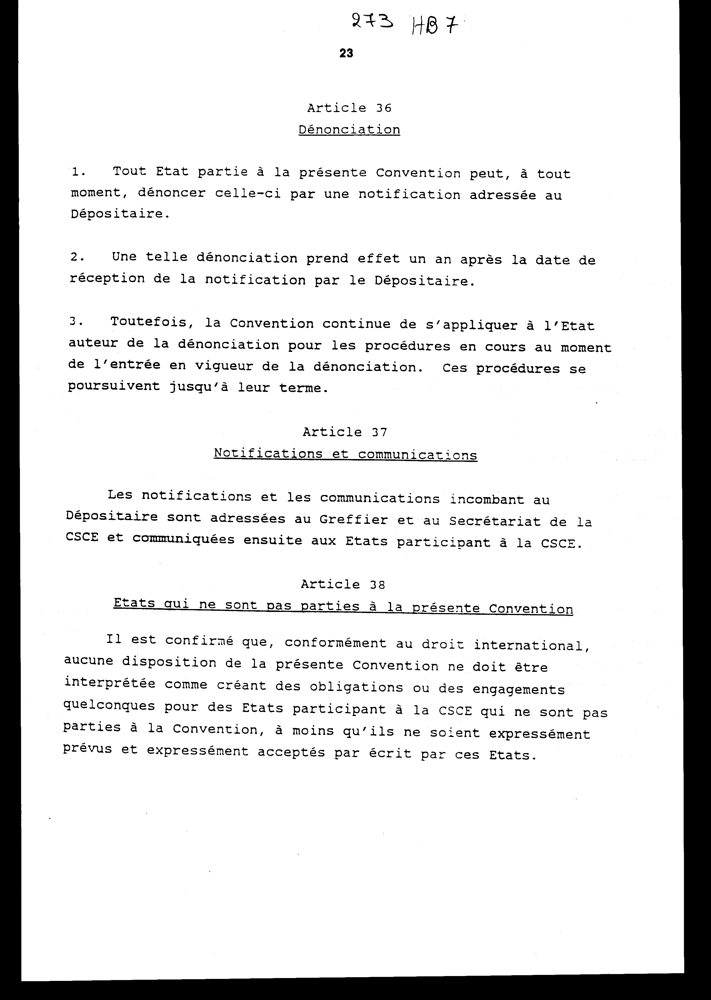 273 HB 7
23
Article 36
Dénonciation
1. Tout Etat partie à la présente Convention peut, à tout
moment, dénoncer celle-ci par une notification adressée au
Dépositaire.
2. Une telle dénonciation prend effet un an après la date de
réception de la notification par le Dépositaire.
3. Toutefois, la Convention continue de s'appliquer à l'Etat
auteur de la dénonciation pour les procédures en cours au moment
de l'entrée en vigueur de la dénonciation. Ces procédures se
poursuivent jusqu'à leur terme.
Article 37
Notifications et communications
Les notifications et les communications incombant au
Dépositaire sont adressées au Greffier et au Secrétariat de la
CSCE et communiquées ensuite aux Etats participant à la CSCE.
Article 38
Etats qui ne sont pas parties à la présente Convention
Il est confirmé que, conformément au droit international,
aucune disposition de la présente Convention ne doit être
interprétée comme créant des obligations ou des engagements
quelconques pour des Etats participant à la CSCE qui ne sont pas
parties à la Convention, à moins qu'ils ne soient expressément
prévus et expressément acceptés par écrit par ces Etats.